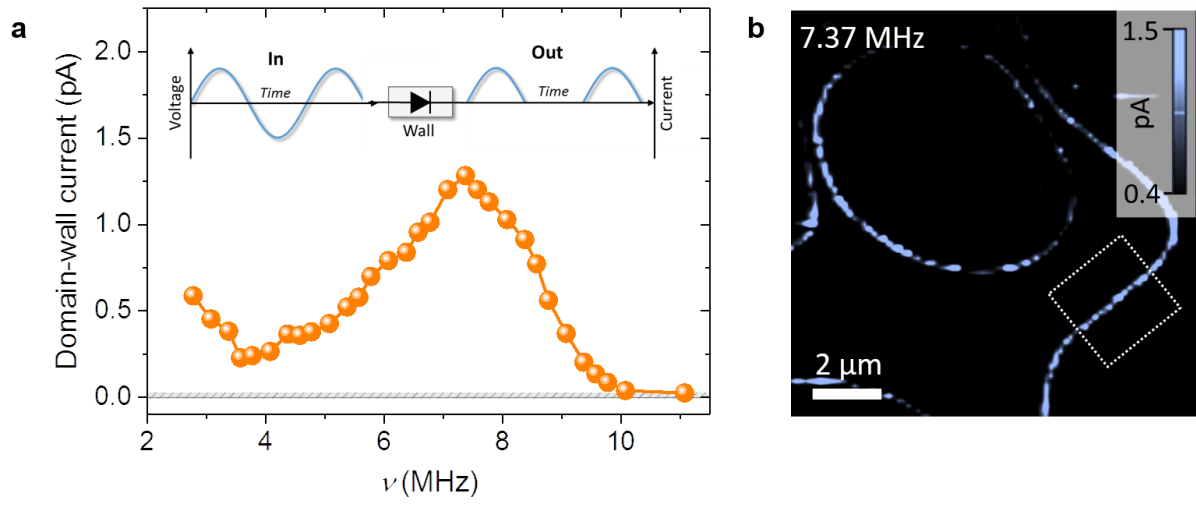 a
Domain-wall current (pA)
2.0
1.5
1.0
0.5
0.0
2
4
6
8
10
ν (MHz)
In
Out
Voltage
Time
Wall
Time
Current
b
7.37 MHz
1.5
pA
0.4
2 μm